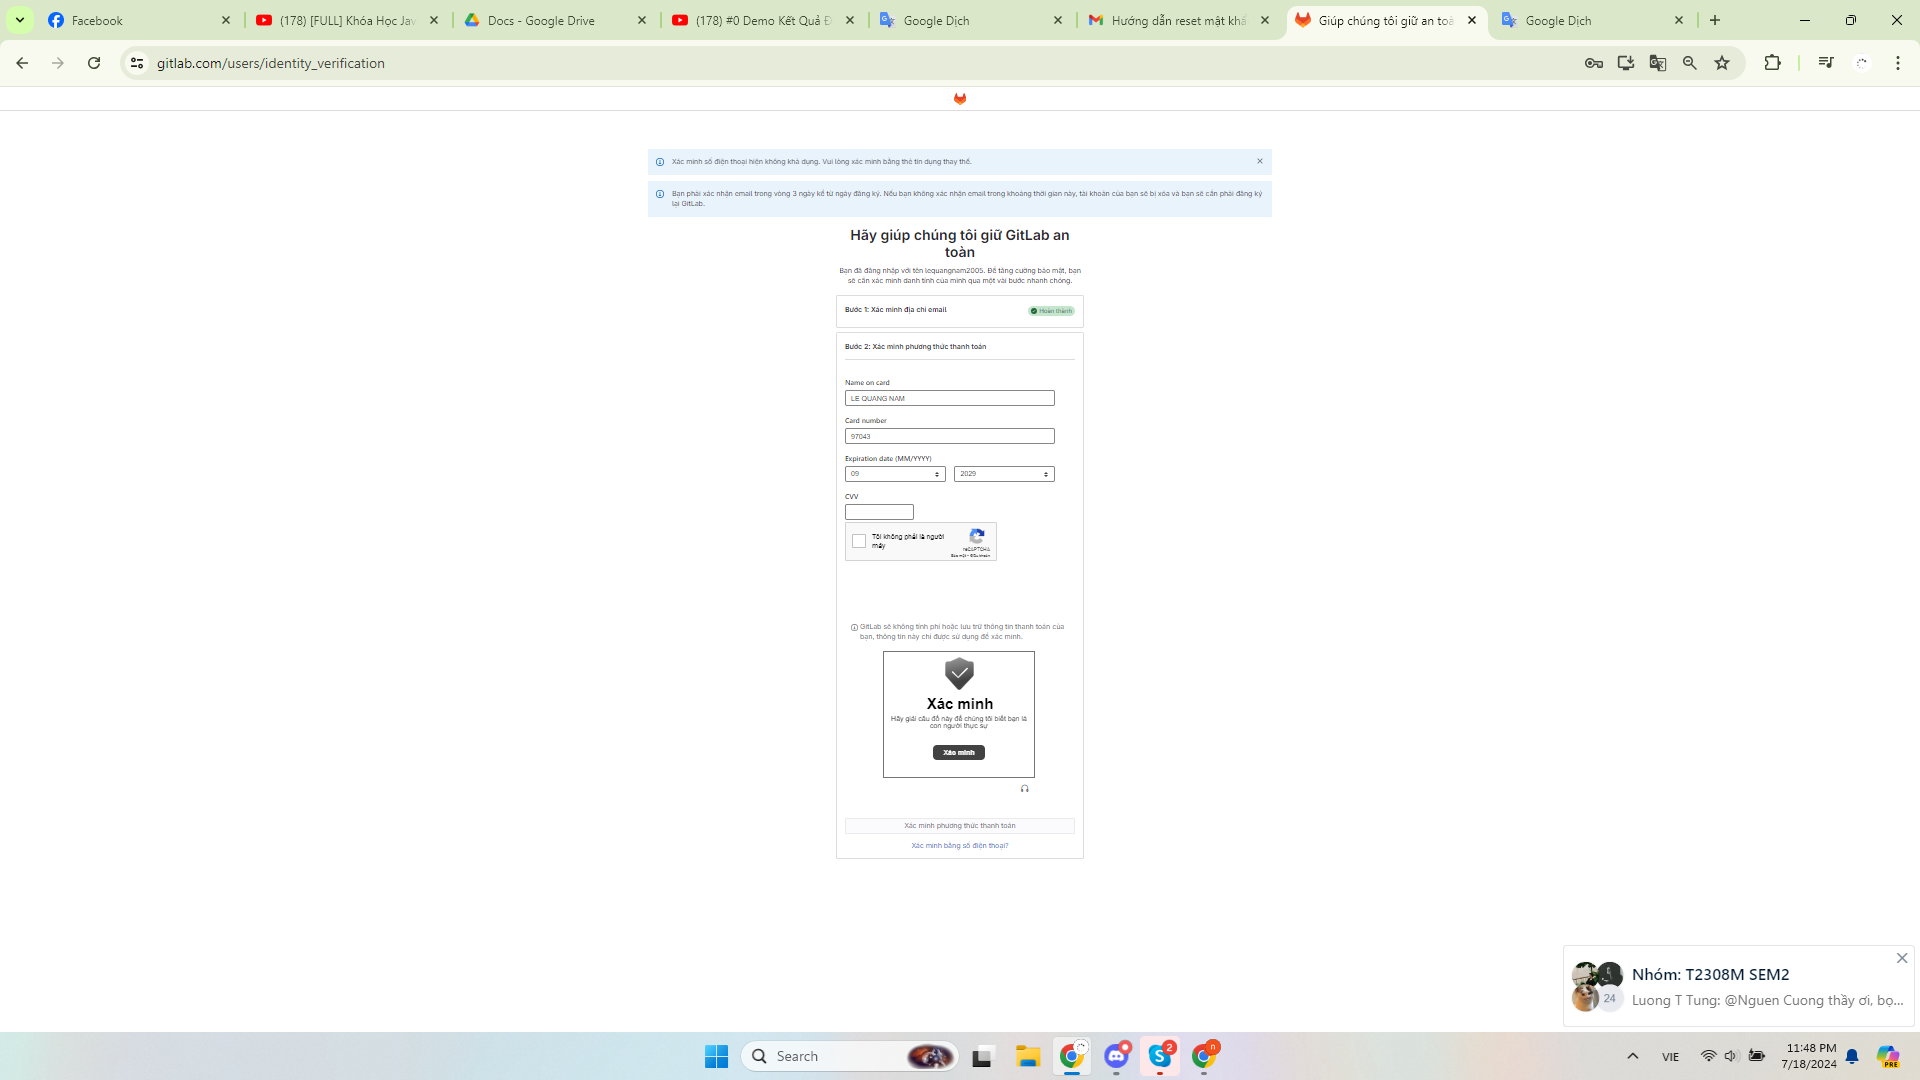 Facebook
(178) [FULL] Khóa Học Jav
Docs - Google Drive
(178) #0 Demo Kết Quả Đ
Google Dịch
Hướng dẫn reset mật khẩ
Giúp chúng tôi giữ an toà
Google Dịch
gitlab.com/users/identity_verification
Xác minh số điện thoại hiện không khả dụng. Vui lòng xác minh bằng thẻ tín dụng thay thế.
Bạn phải xác nhận email trong vòng 3 ngày kể từ ngày đăng ký. Nếu bạn không xác nhận email trong khoảng thời gian này, tài khoản của bạn sẽ bị xóa và bạn sẽ cần phải đăng ký
lại GitLab.
Hãy giúp chúng tôi giữ GitLab an
toàn
Bạn đã đăng nhập với tên lequangnam2005. Để tăng cường bảo mật, bạn
sẽ cần xác minh danh tính của mình qua một vài bước nhanh chóng.
Bước 1: Xác minh địa chỉ email
Hoàn thành
Bước 2: Xác minh phương thức thanh toán
Name on card
LE QUANG NAM
Card number
97043
Expiration date (MM/YYYY)
09
2029
CVV
Tôi không phải là người
máy
reCAPTCHA
Bảo mật - Điều khoản
GitLab sẽ không tính phí hoặc lưu trữ thông tin thanh toán của
bạn, thông tin này chỉ được sử dụng để xác minh.
Xác minh
Hãy giải câu đố này để chúng tôi biết bạn là
con người thực sự
Xác minh
Xác minh phương thức thanh toán
Xác minh bằng số điện thoại?
Nhóm: T2308M SEM2
24
Luong T Tung: @Nguen Cuong thầy ơi, bọ...
Search
2
n
VIE
11:48 PM
7/18/2024
PRE